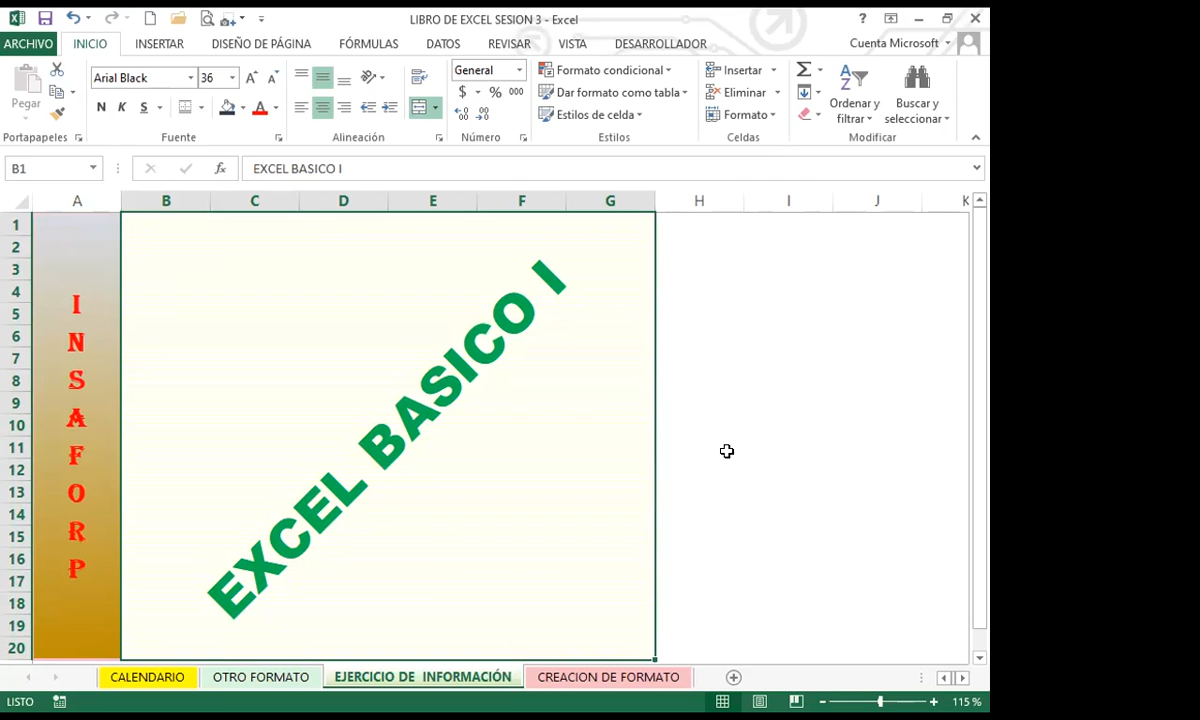 LIBRO DE EXCEL SESION 3 - Excel
?
ARCHIVO INICIO INSERTAR DISEÑO DE PÁGINA FÓRMULAS DATOS REVISAR VISTA DESARROLLADOR Cuenta Microsoft
Pegar
Portapapeles
Arial Black 36
N K S
Fuente
Alineación
General
$ % 000
Número
Formato condicional
Dar formato como tabla
Estilos de celda
Estilos
Insertar
Eliminar
Formato
Celdas
Ordenar y filtrar
Buscar y seleccionar
Modificar
B1 fx EXCEL BASICO I
A B C D E F G H I J K
1
2
3
4
5
6
7
8
9
10
11
12
13
14
15
16
17
18
19
20
I
N
S
A
F
O
R
P
EXCEL BASICO I
CALENDARIO OTRO FORMATO EJERCICIO DE INFORMACIÓN CREACION DE FORMATO
LISTO 115 %